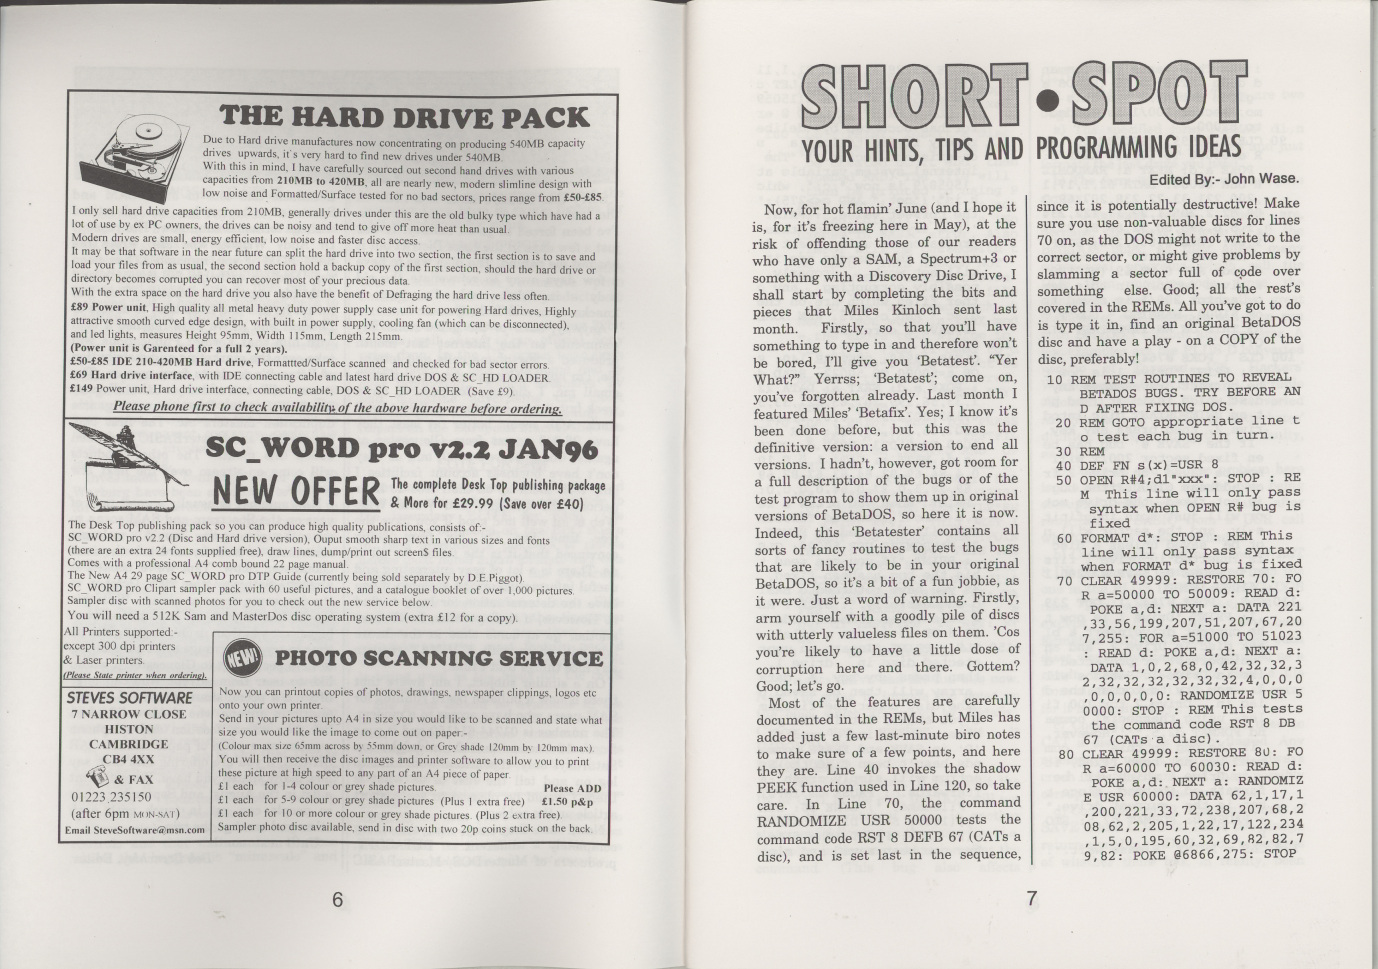 THE HARD DRIVE PACK
Due to Hard drive manufactures now concentrating on producing 540MB capacity
drives upwards, it's very hard to find new drives under 540MB.
With this in mind, I have carefully sourced out second hand drives with various
capacities from 210MB to 420MB, all are nearly new, modern slimline design with
low noise and Formatted/Surface tested for no bad sectors, prices range from £50-£85.
I only sell hard drive capacities from 210MB, generally drives under this are the old bulky type which have had a
lot of use by ex PC owners, the drives can be noisy and tend to give off more heat than usual.
Modern drives are small, energy efficient, low noise and faster disc access.
It may be that software in the near future can split the hard drive into two section, the first section is to save and
load your files from as usual, the second section hold a backup copy of the first section, should the hard drive or
directory becomes corrupted you can recover most of your precious data.
With the extra space on the hard drive you also have the benefit of Defraging the hard drive less often.
£89 Power unit, High quality all metal heavy duty power supply case unit for powering Hard drives, Highly
attractive smooth curved edge design, with built in power supply, cooling fan (which can be disconnected),
and led lights, measures Height 95mm, Width 115mm, Length 215mm.
(Power unit is Garenteed for a full 2 years).
£50-£85 IDE 210-420MB Hard drive, Formattted/Surface scanned and checked for bad sector errors.
£69 Hard drive interface, with IDE connecting cable and latest hard drive DOS & SC_HD LOADER.
£149 Power unit, Hard drive interface, connecting cable, DOS & SC_HD LOADER (Save £9).
Please phone first to check availability of the above hardware before ordering.
SC_WORD pro v2.2 JAN96
NEW OFFER The complete Desk Top publishing package
& More for £29.99 (Save over £40)
The Desk Top publishing pack so you can produce high quality publications, consists of:-
SC_WORD pro v2.2 (Disc and Hard drive version), Ouput smooth sharp text in various sizes and fonts
(there are an extra 24 fonts supplied free), draw lines, dump/print out screen$ files.
Comes with a professional A4 comb bound 22 page manual.
The New A4 29 page SC_WORD pro DTP Guide (currently being sold separately by D.E.Piggot).
SC_WORD pro Clipart sampler pack with 60 useful pictures, and a catalogue booklet of over 1,000 pictures.
Sampler disc with scanned photos for you to check out the new service below.
You will need a 512K Sam and MasterDos disc operating system (extra £12 for a copy).
All Printers supported:-
except 300 dpi printers
& Laser printers.
(Please State printer when ordering).
STEVES SOFTWARE
7 NARROW CLOSE
HISTON
CAMBRIDGE
CB4 4XX
& FAX
01223 235150
(after 6pm MON-SAT)
Email SteveSoftware@msn.com
NEW!
PHOTO SCANNING SERVICE
Now you can printout copies of photos, drawings, newspaper clippings, logos etc
onto your own printer.
Send in your pictures upto A4 in size you would like to be scanned and state what
size you would like the image to come out on paper:-
(Colour max size 65mm across by 55mm down, or Grey shade 120mm by 120mm max).
You will then receive the disc images and printer software to allow you to print
these picture at high speed to any part of an A4 piece of paper.
£1 each for 1-4 colour or grey shade pictures. Please ADD
£1 each for 5-9 colour or grey shade pictures (Plus 1 extra free) £1.50 p&p
£1 each for 10 or more colour or grey shade pictures. (Plus 2 extra free).
Sampler photo disc available, send in disc with two 20p coins stuck on the back.
6
SHORT•SPOT
YOUR HINTS, TIPS AND PROGRAMMING IDEAS
Edited By:- John Wase.
Now, for hot flamin' June (and I hope it
is, for it's freezing here in May), at the
risk of offending those of our readers
who have only a SAM, a Spectrum+3 or
something with a Discovery Disc Drive, I
shall start by completing the bits and
pieces that Miles Kinloch sent last
month. Firstly, so that you'll have
something to type in and therefore won't
be bored, I'll give you 'Betatest'. "Yer
What?" Yerrss; 'Betatest'; come on,
you've forgotten already. Last month I
featured Miles' 'Betafix'. Yes; I know it's
been done before, but this was the
definitive version: a version to end all
versions. I hadn't, however, got room for
a full description of the bugs or of the
test program to show them up in original
versions of BetaDOS, so here it is now.
Indeed, this 'Betatester' contains all
sorts of fancy routines to test the bugs
that are likely to be in your original
BetaDOS, so it's a bit of a fun jobbie, as
it were. Just a word of warning. Firstly,
arm yourself with a goodly pile of discs
with utterly valueless files on them. 'Cos
you're likely to have a little dose of
corruption here and there. Gottem?
Good; let's go.
Most of the features are carefully
documented in the REMs, but Miles has
added just a few last-minute biro notes
to make sure of a few points, and here
they are. Line 40 invokes the shadow
PEEK function used in Line 120, so take
care. In Line 70, the command
RANDOMIZE USR 50000 tests the
command code RST 8 DEFB 67 (CATs a
disc), and is set last in the sequence,
since it is potentially destructive! Make
sure you use non-valuable discs for lines
70 on, as the DOS might not write to the
correct sector, or might give problems by
slamming a sector full of code over
something else. Good; all the rest's
covered in the REMs. All you've got to do
is type it in, find an original BetaDOS
disc and have a play - on a COPY of the
disc, preferably!
10 REM TEST ROUTINES TO REVEAL
BETADOS BUGS. TRY BEFORE AN
D AFTER FIXING DOS.
20 REM GOTO appropriate line t
o test each bug in turn.
30 REM
40 DEF FN s(x)=USR 8
50 OPEN R#4;d1"xxx": STOP : RE
M This line will only pass
syntax when OPEN R# bug is
fixed
60 FORMAT d*: STOP : REM This
line will only pass syntax
when FORMAT d* bug is fixed
70 CLEAR 49999: RESTORE 70: FO
R a=50000 TO 50009: READ d:
POKE a,d: NEXT a: DATA 221
,33,56,199,207,51,207,67,20
7,255: FOR a=51000 TO 51023
: READ d: POKE a,d: NEXT a:
DATA 1,0,2,68,0,42,32,32,3
2,32,32,32,32,32,32,4,0,0,0
,0,0,0,0,0: RANDOMIZE USR 5
0000: STOP : REM This tests
the command code RST 8 DB
67 (CATs a disc).
80 CLEAR 49999: RESTORE 80: FO
R a=60000 TO 60030: READ d:
POKE a,d: NEXT a: RANDOMIZ
E USR 60000: DATA 62,1,17,1
,200,221,33,72,238,207,68,2
08,62,2,205,1,22,17,122,234
,1,5,0,195,60,32,69,82,82,7
9,82: POKE @6866,275: STOP
7